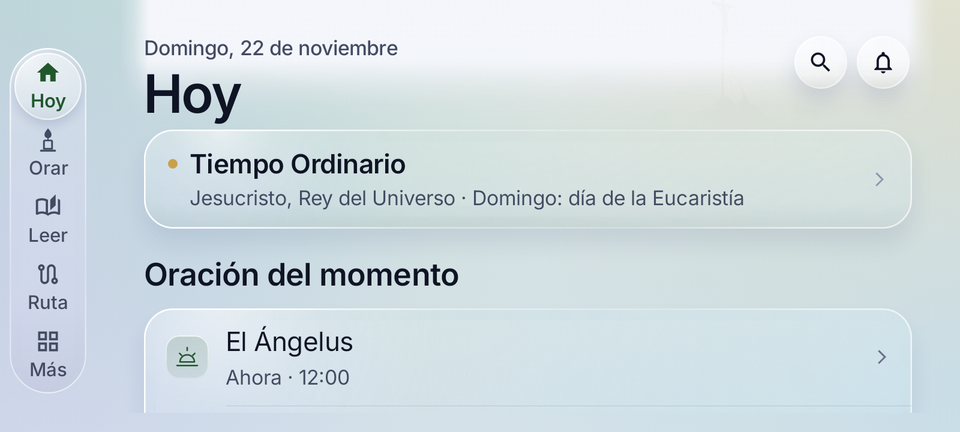 Domingo, 22 de noviembre
Hoy
Hoy
Orar
Leer
Ruta
Más
Tiempo Ordinario
Jesucristo, Rey del Universo · Domingo: día de la Eucaristía
Oración del momento
El Ángelus
Ahora · 12:00